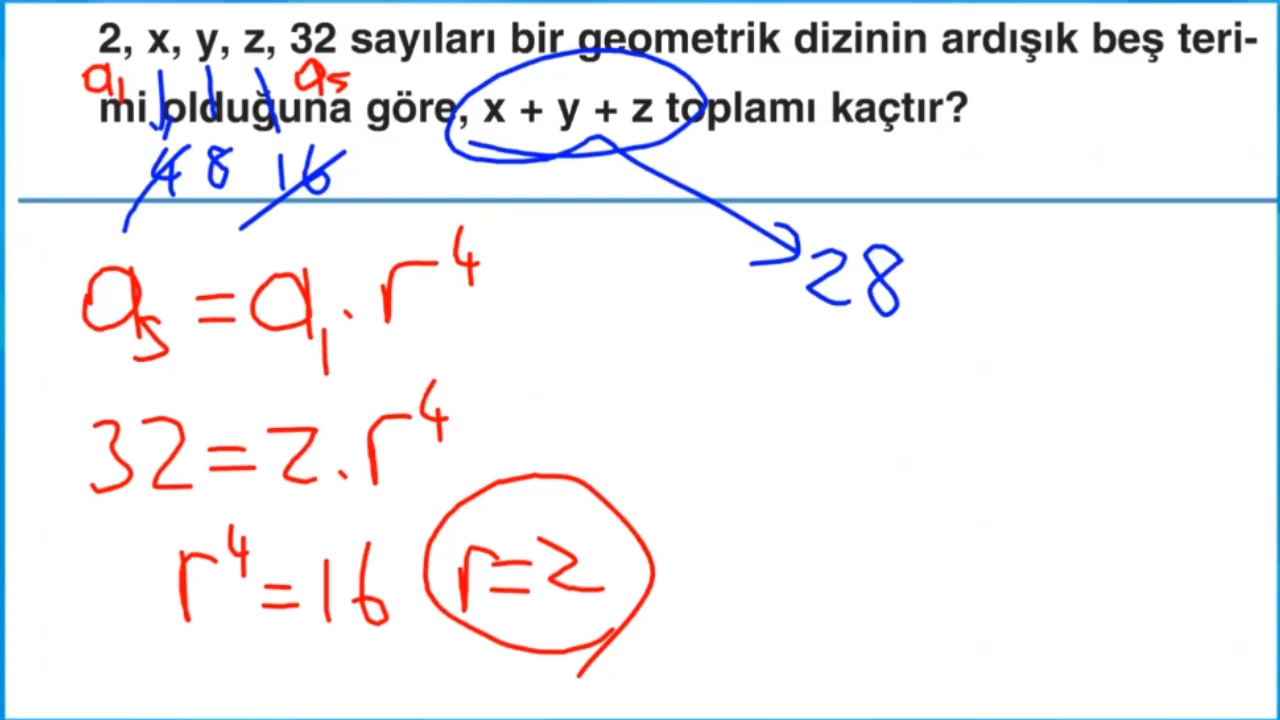 2, x, y, z, 32 sayıları bir geometrik dizinin ardışık beş teri-
a₁ a₅
mi olduğuna göre, x + y + z toplamı kaçtır?
4 8 16
28
a₅ = a₁ . r⁴
32 = 2 . r⁴
r⁴ = 16 r = 2